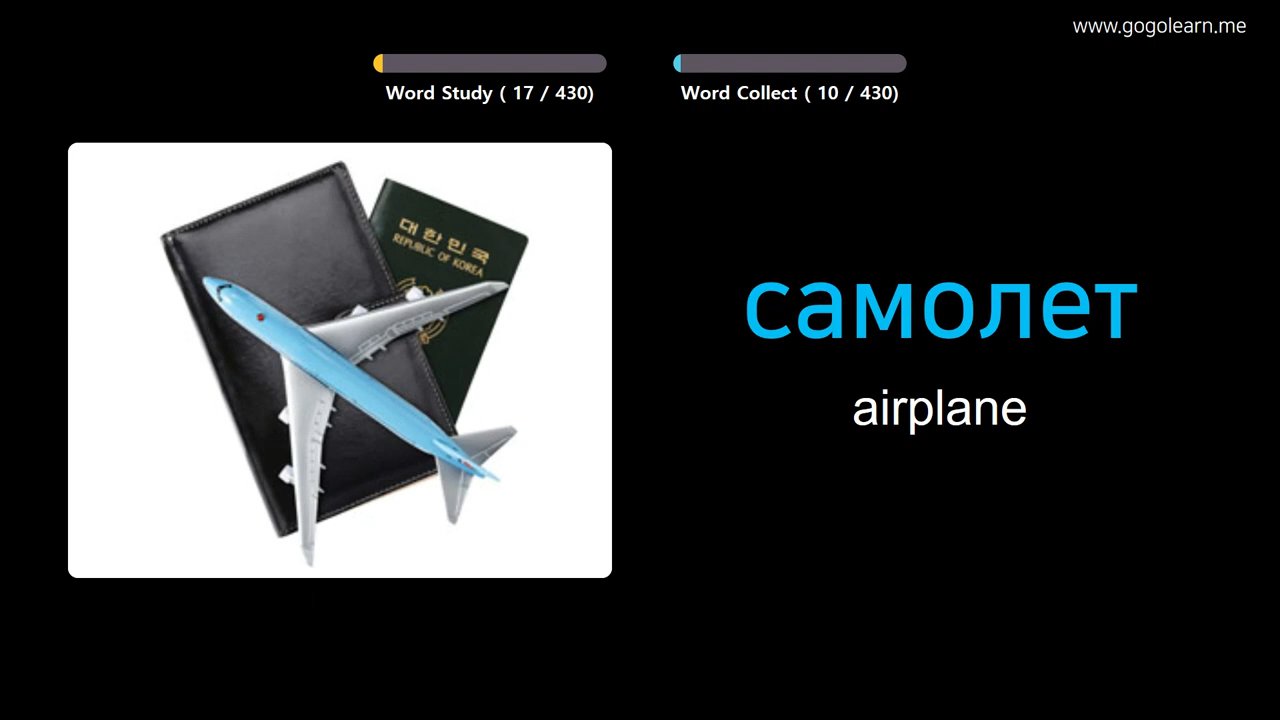 www.gogolearn.me
Word Study ( 17 / 430)
Word Collect ( 10 / 430)
대한민국
REPUBLIC OF KOREA
самолет
airplane